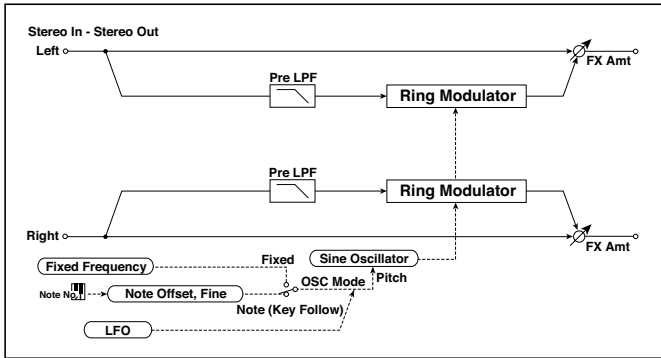 Stereo In - Stereo Out
Left
FX Amt
Pre LPF
Ring Modulator
Pre LPF
Ring Modulator
Right
FX Amt
Fixed Frequency
Fixed
Sine Oscillator
OSC Mode
Pitch
Note No.
Note Offset, Fine
Note (Key Follow)
LFO